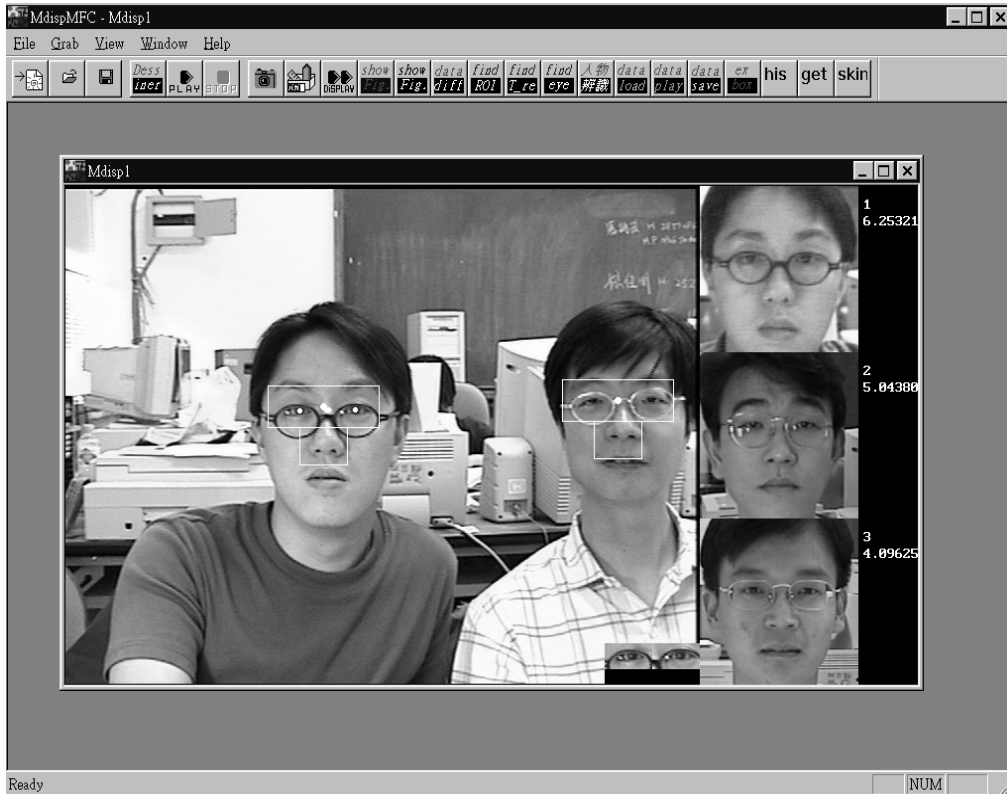 MdispMFC - Mdisp1
File Grab View Window Help
Dess iner
PLAY
STOP
DISPLAY
show Fig.
show Fig.
data diff
find ROI
find T_re
find eye
人物 辦識
data load
data play
data save
ex box
his
get
skin
Mdisp1
1
6.25321
2
5.04380
3
4.09625
Ready
NUM